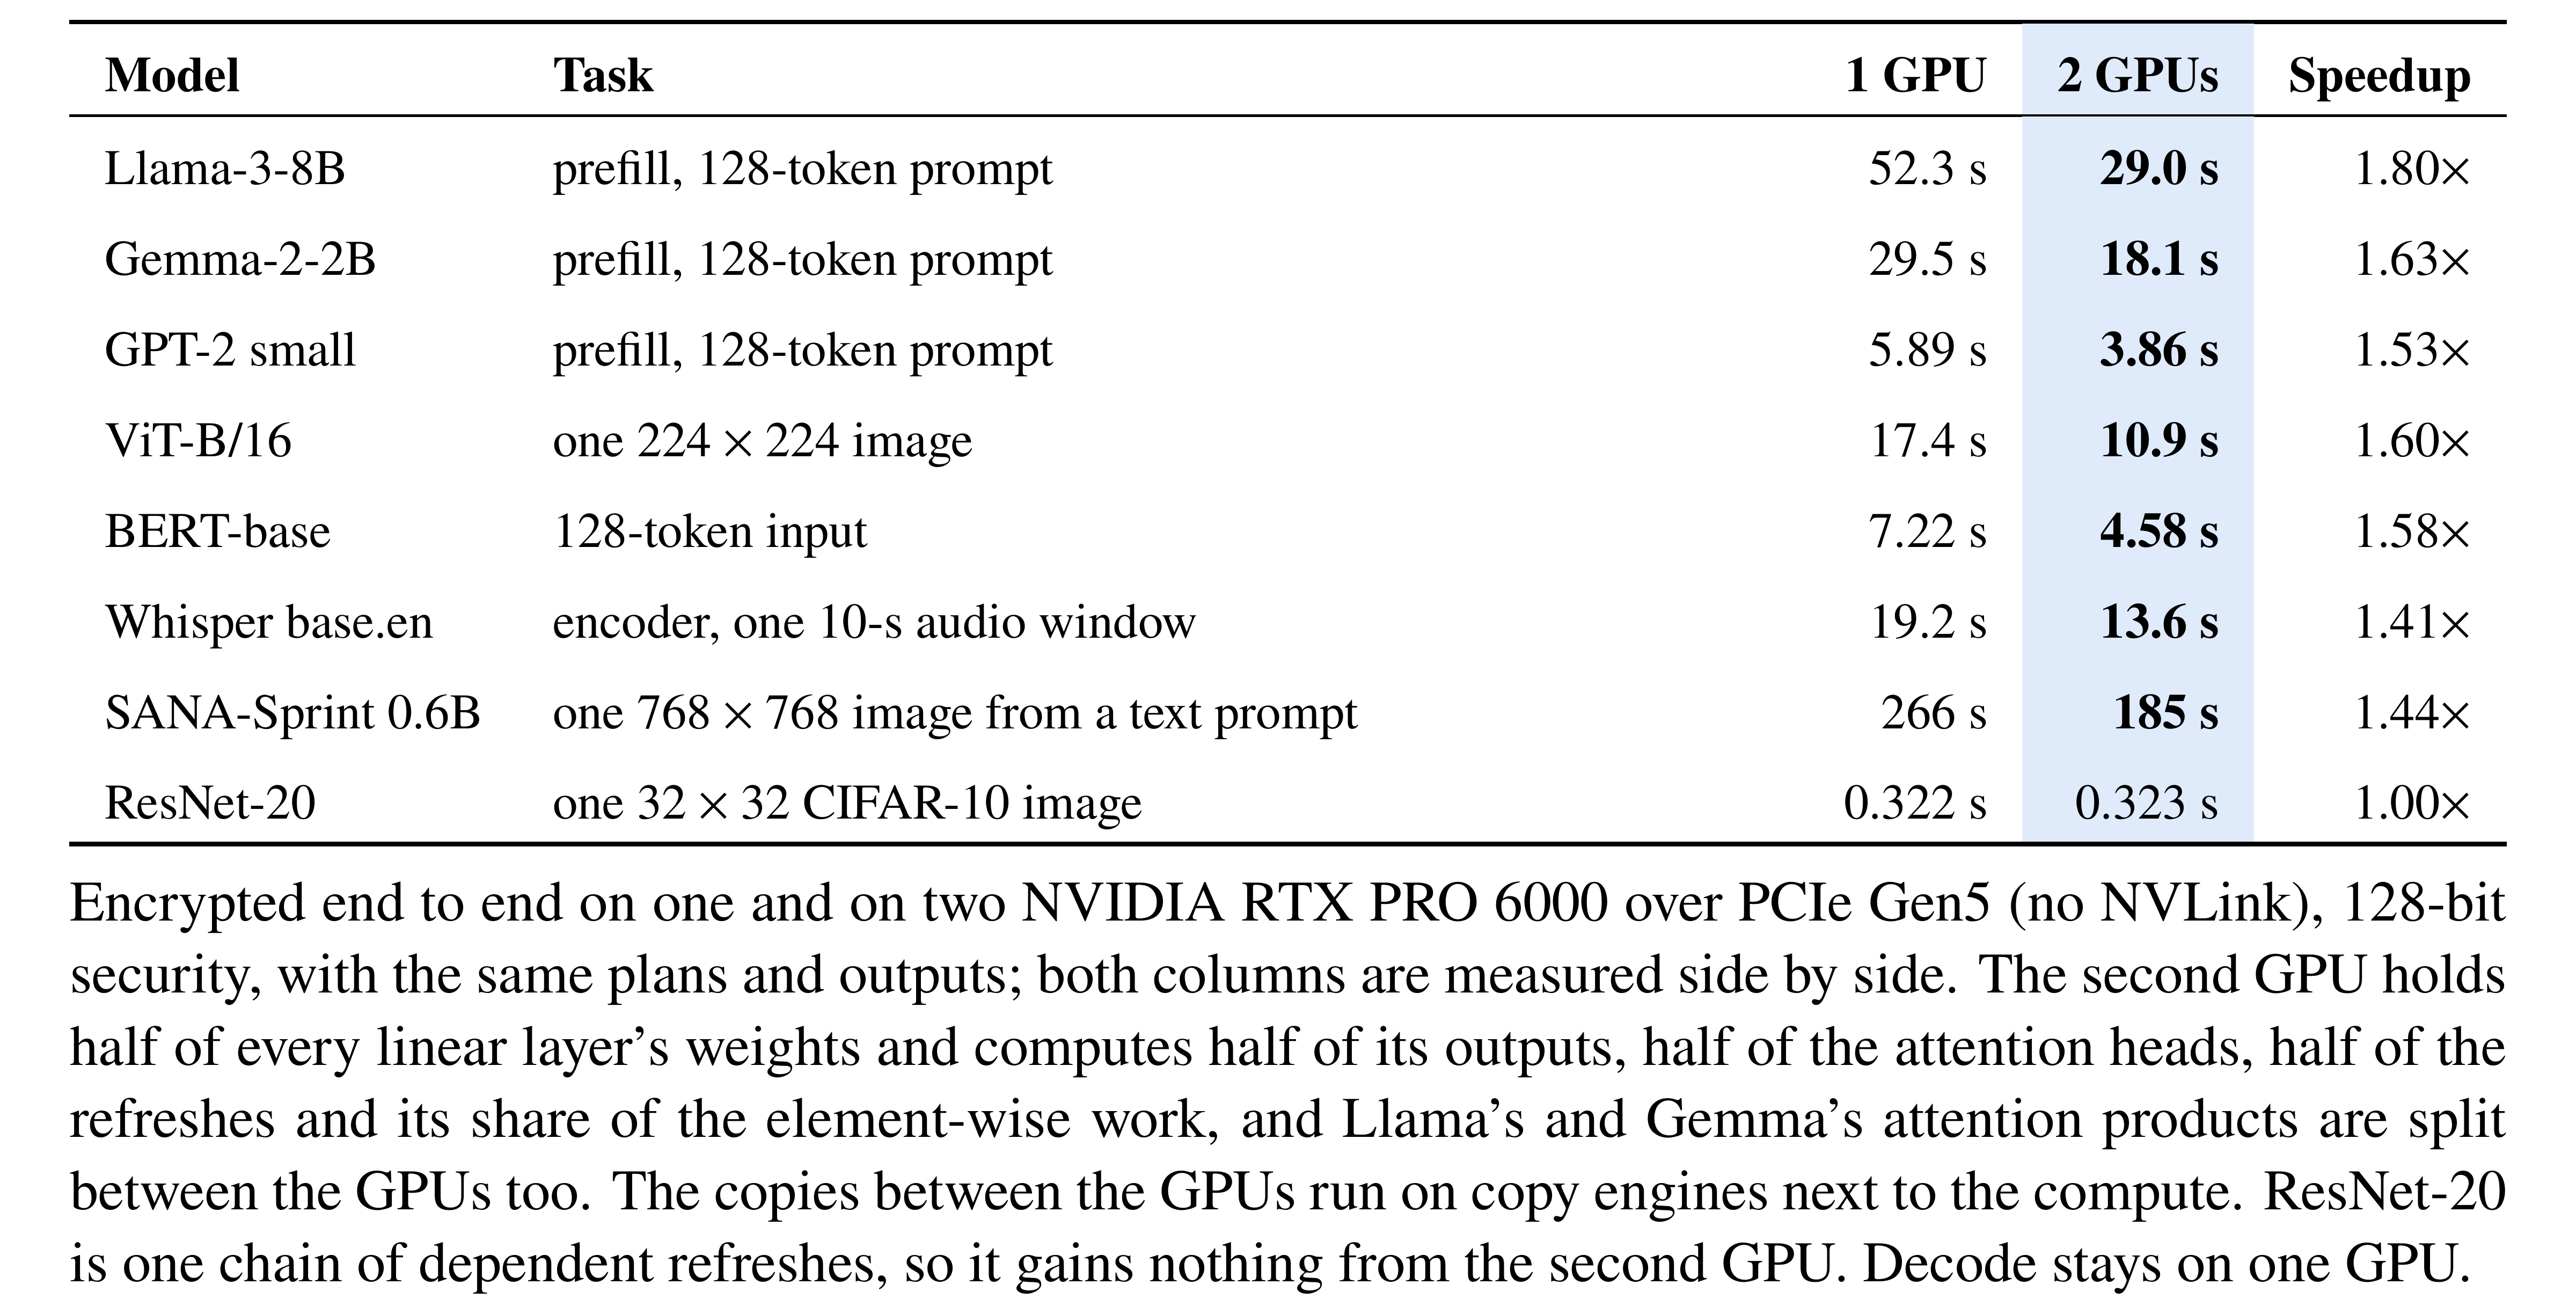 Model Task 1 GPU 2 GPUs Speedup
Llama-3-8B prefill, 128-token prompt 52.3 s 29.0 s 1.80×
Gemma-2-2B prefill, 128-token prompt 29.5 s 18.1 s 1.63×
GPT-2 small prefill, 128-token prompt 5.89 s 3.86 s 1.53×
ViT-B/16 one 224 × 224 image 17.4 s 10.9 s 1.60×
BERT-base 128-token input 7.22 s 4.58 s 1.58×
Whisper base.en encoder, one 10-s audio window 19.2 s 13.6 s 1.41×
SANA-Sprint 0.6B one 768 × 768 image from a text prompt 266 s 185 s 1.44×
ResNet-20 one 32 × 32 CIFAR-10 image 0.322 s 0.323 s 1.00×
Encrypted end to end on one and on two NVIDIA RTX PRO 6000 over PCIe Gen5 (no NVLink), 128-bit
security, with the same plans and outputs; both columns are measured side by side. The second GPU holds
half of every linear layer’s weights and computes half of its outputs, half of the attention heads, half of the
refreshes and its share of the element-wise work, and Llama’s and Gemma’s attention products are split
between the GPUs too. The copies between the GPUs run on copy engines next to the compute. ResNet-20
is one chain of dependent refreshes, so it gains nothing from the second GPU. Decode stays on one GPU.